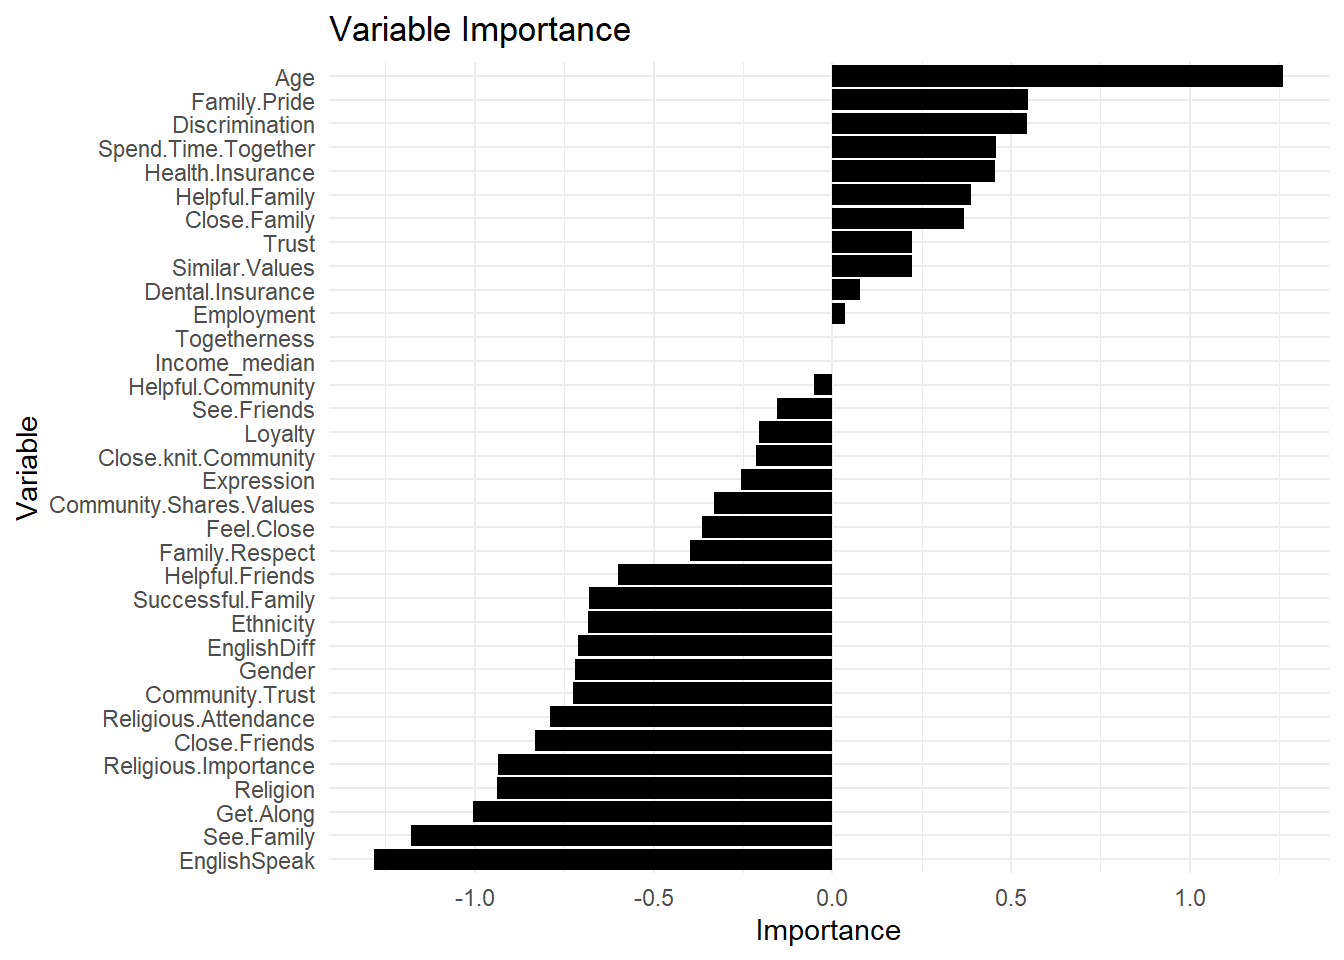 Variable Importance
Age
Family.Pride
Discrimination
Spend.Time.Together
Health.Insurance
Helpful.Family
Close.Family
Trust
Similar.Values
Dental.Insurance
Employment
Togetherness
Income_median
Helpful.Community
See.Friends
Loyalty
Close.knit.Community
Expression
Community.Shares.Values
Feel.Close
Family.Respect
Helpful.Friends
Successful.Family
Ethnicity
EnglishDiff
Gender
Community.Trust
Religious.Attendance
Close.Friends
Religious.Importance
Religion
Get.Along
See.Family
EnglishSpeak
Variable
-1.0 -0.5 0.0 0.5 1.0
Importance